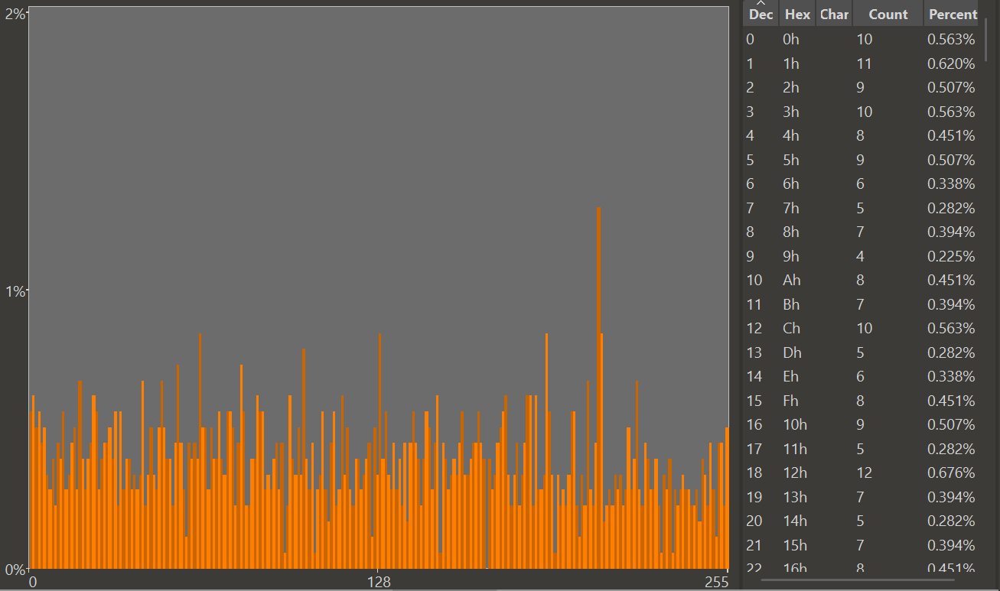 2%
1%
0%
0 128 255
Dec Hex Char Count Percent
0 0h 10 0.563%
1 1h 11 0.620%
2 2h 9 0.507%
3 3h 10 0.563%
4 4h 8 0.451%
5 5h 9 0.507%
6 6h 6 0.338%
7 7h 5 0.282%
8 8h 7 0.394%
9 9h 4 0.225%
10 Ah 8 0.451%
11 Bh 7 0.394%
12 Ch 10 0.563%
13 Dh 5 0.282%
14 Eh 6 0.338%
15 Fh 8 0.451%
16 10h 9 0.507%
17 11h 5 0.282%
18 12h 12 0.676%
19 13h 7 0.394%
20 14h 5 0.282%
21 15h 7 0.394%
22 16h 8 0.451%